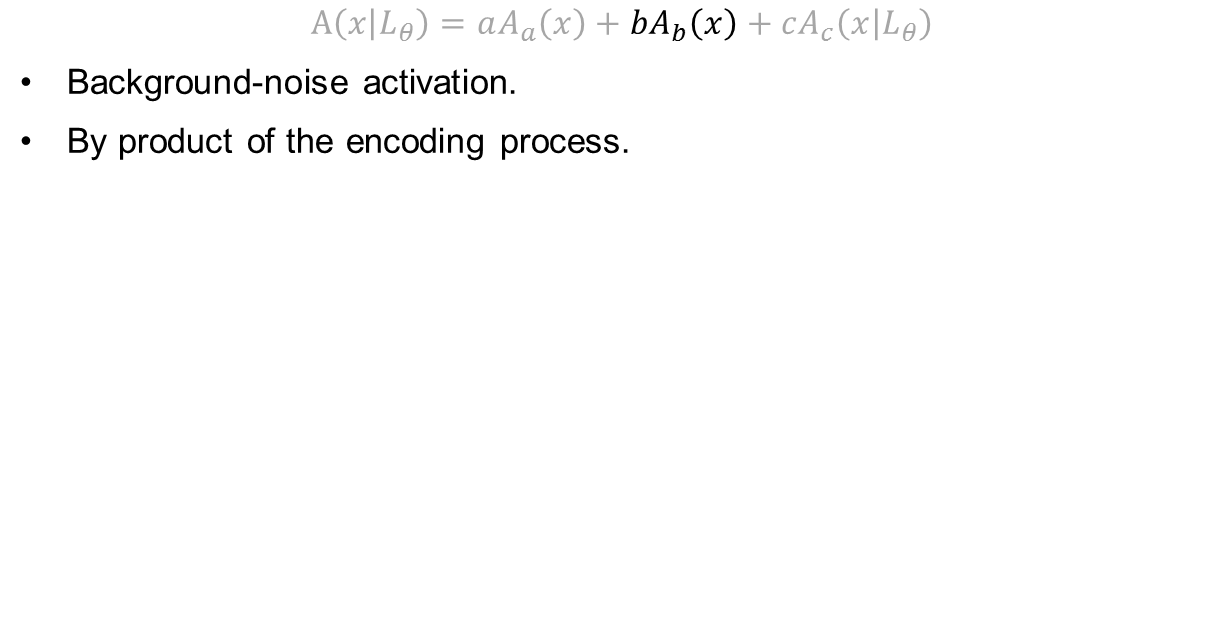 A(x|L_θ) = aA_a(x) + bA_b(x) + cA_c(x|L_θ)
• Background-noise activation.
• By product of the encoding process.